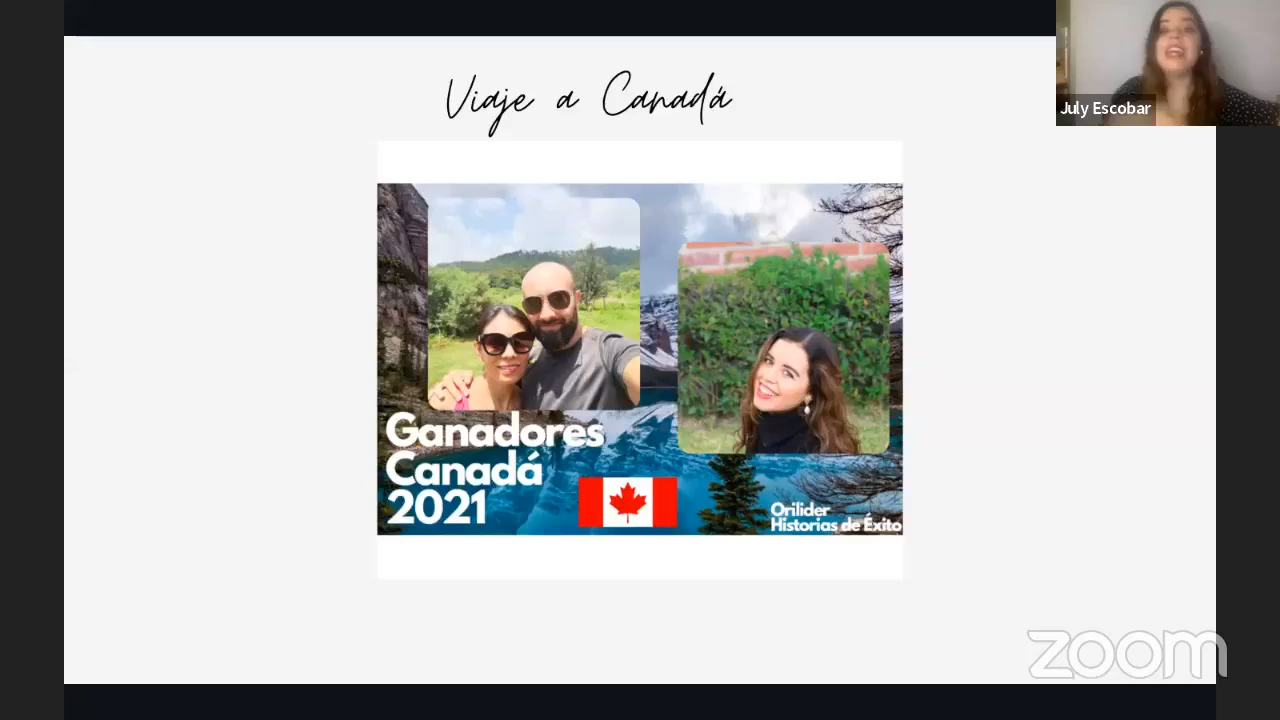 Viaje a Canadá
July Escobar
Ganadores
Canadá
2021
Orilider
Historias de Éxito
zoom